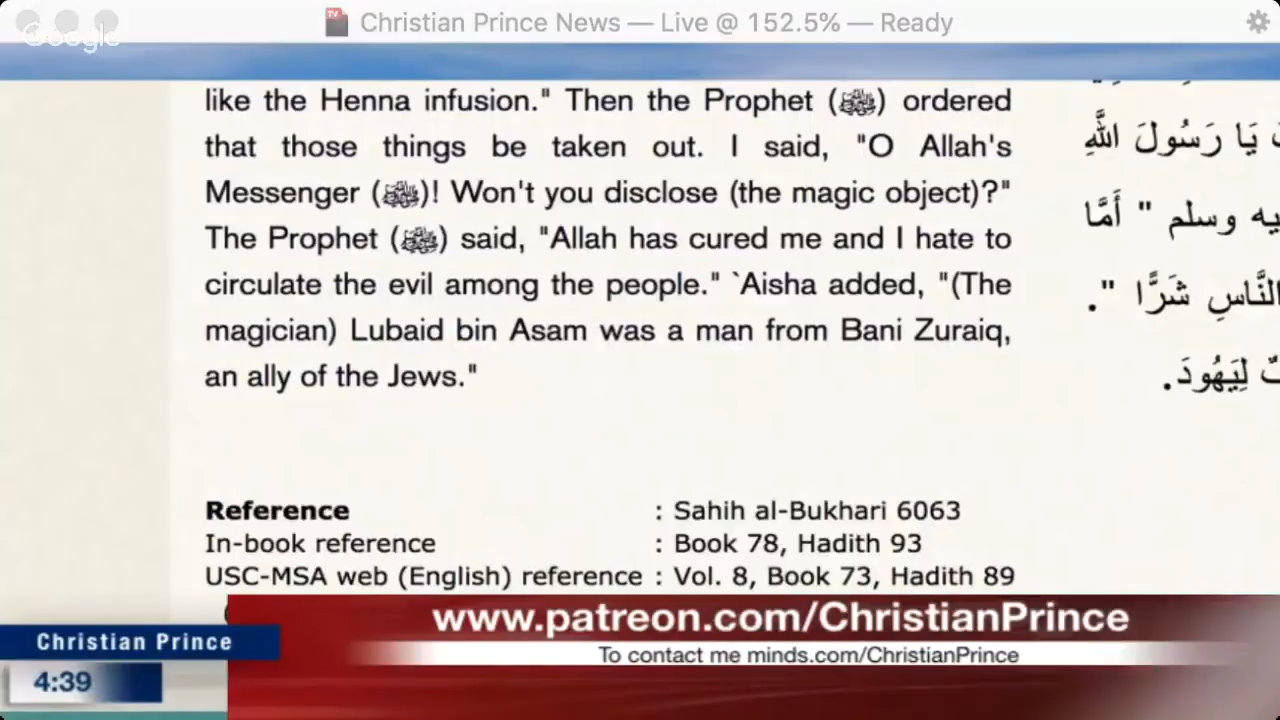 Christian Prince News — Live @ 152.5% — Ready
Google
like the Henna infusion." Then the Prophet (ﷺ) ordered
that those things be taken out. I said, "O Allah's
Messenger (ﷺ)! Won't you disclose (the magic object)?"
The Prophet (ﷺ) said, "Allah has cured me and I hate to
circulate the evil among the people." `Aisha added, "(The
magician) Lubaid bin Asam was a man from Bani Zuraiq,
an ally of the Jews."
يَا رَسُولَ اللَّهِ
وسلم " أَمَّا
النَّاسِ شَرًّا ".
لِيَهُودَ.
Reference : Sahih al-Bukhari 6063
In-book reference : Book 78, Hadith 93
USC-MSA web (English) reference : Vol. 8, Book 73, Hadith 89
www.patreon.com/ChristianPrince
Christian Prince
To contact me minds.com/ChristianPrince
4:39